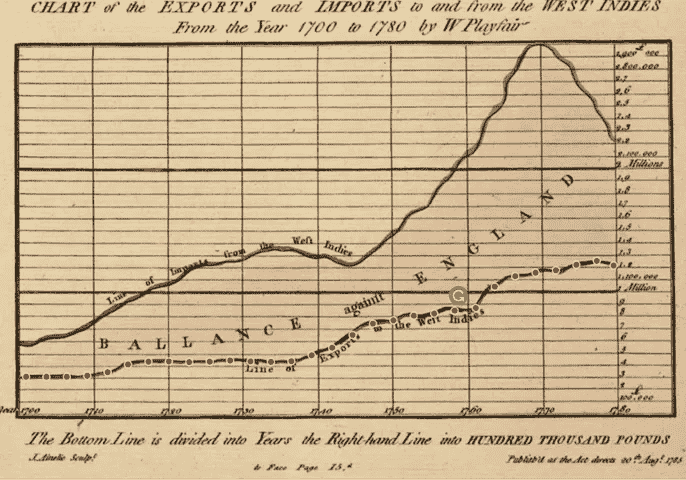 CHART of the EXPORTS and IMPORTS to and from the WEST INDIES
From the Year 1700 to 1780 by W Playfair
2.800.000
2.7
2.6
2.5
2.4
2.3
2.2
2.100.000
2 Millions
1.9
1.8
1.7
1.6
1.5
1.4
1.3
1.2
1.100.000
1 Million
9
8
7
6
5
4
3
2
100.000
Line of Imports from the West Indies
BALLANCE against ENGLAND
Line of Exports to the West Indies
1700 1710 1720 1730 1740 1750 1760 1770 1780
The Bottom Line is divided into Years the Right-hand Line into HUNDRED THOUSAND POUNDS
J. Ainslie Sculpt.
Publish'd as the Act directs 20th Augt. 1785
to Face Page 15.